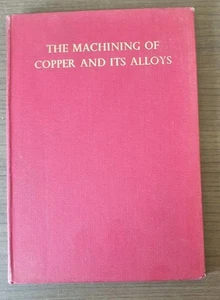 THE MACHINING OF
COPPER AND ITS ALLOYS